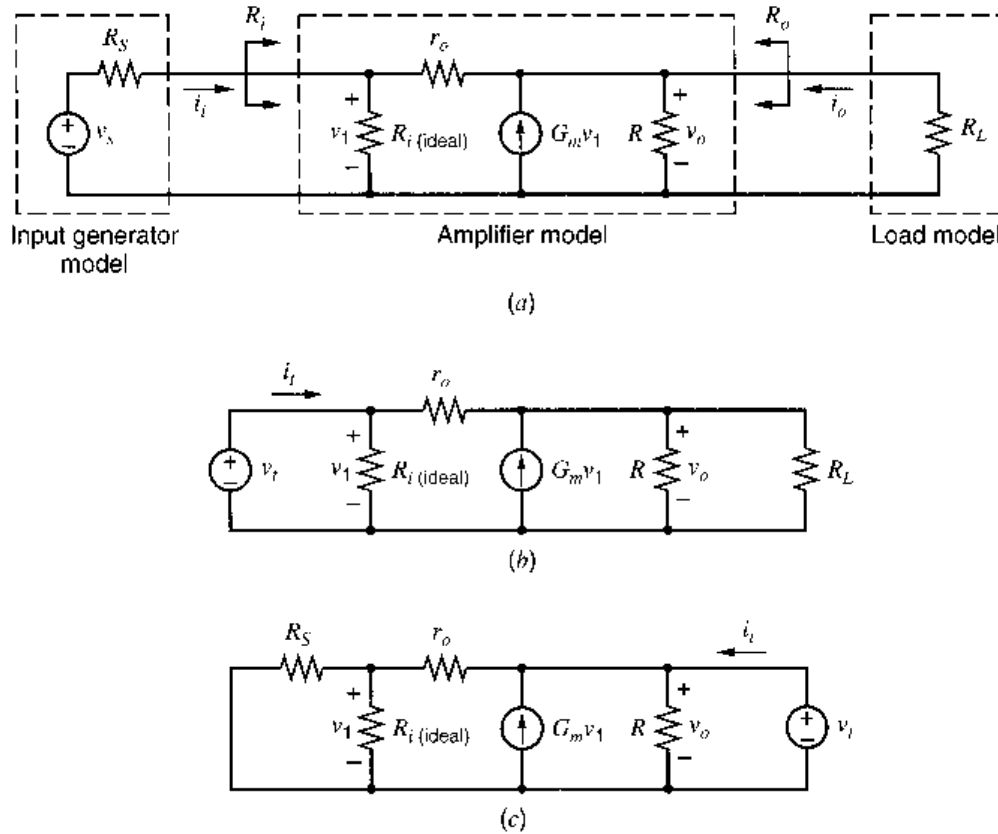 R_i
R_o
R_S
r_o
i_i
i_o
+
+
+
v_s
v_1
R_i (ideal)
G_m v_1
R
v_o
R_L
−
−
−
Input generator
model
Amplifier model
Load model
(a)
i_t
r_o
+
+
+
v_t
v_1
R_i (ideal)
G_m v_1
R
v_o
R_L
−
−
−
(b)
R_S
r_o
i_t
+
+
+
v_1
R_i (ideal)
G_m v_1
R
v_o
v_t
−
−
−
(c)